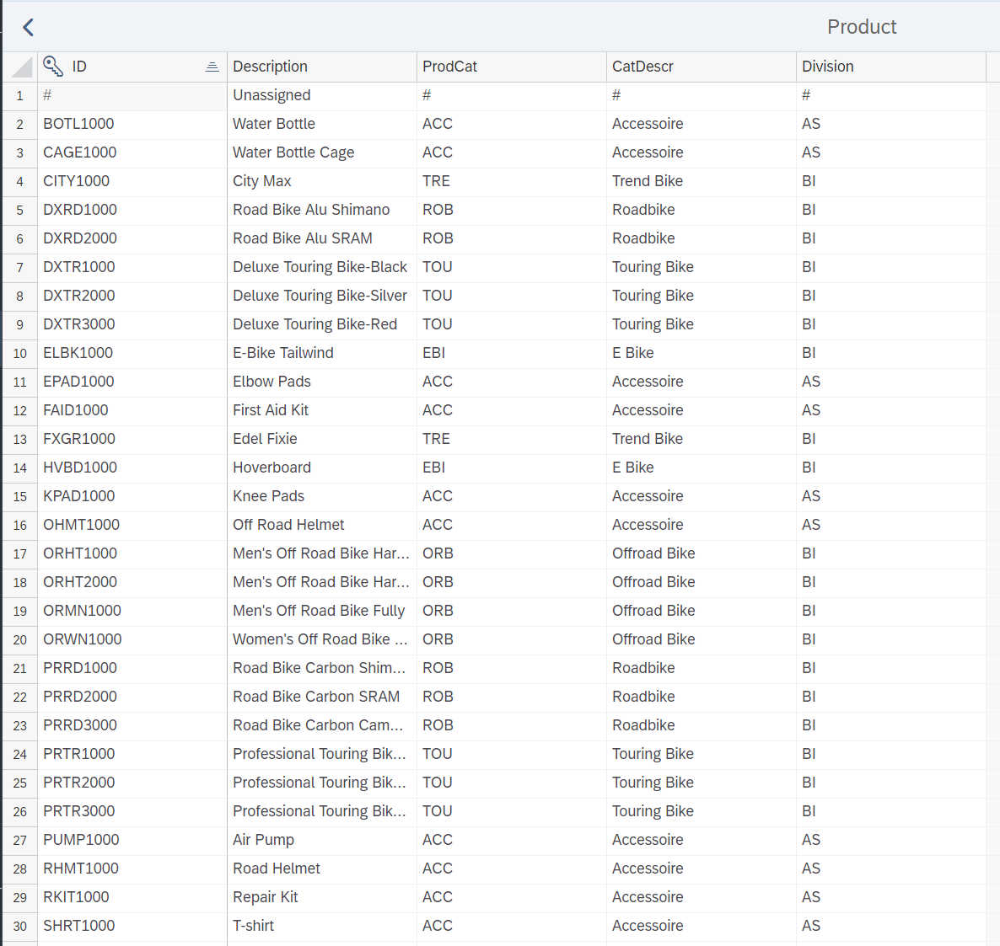 Product
ID Description ProdCat CatDescr Division
1 # Unassigned # # #
2 BOTL1000 Water Bottle ACC Accessoire AS
3 CAGE1000 Water Bottle Cage ACC Accessoire AS
4 CITY1000 City Max TRE Trend Bike BI
5 DXRD1000 Road Bike Alu Shimano ROB Roadbike BI
6 DXRD2000 Road Bike Alu SRAM ROB Roadbike BI
7 DXTR1000 Deluxe Touring Bike-Black TOU Touring Bike BI
8 DXTR2000 Deluxe Touring Bike-Silver TOU Touring Bike BI
9 DXTR3000 Deluxe Touring Bike-Red TOU Touring Bike BI
10 ELBK1000 E-Bike Tailwind EBI E Bike BI
11 EPAD1000 Elbow Pads ACC Accessoire AS
12 FAID1000 First Aid Kit ACC Accessoire AS
13 FXGR1000 Edel Fixie TRE Trend Bike BI
14 HVBD1000 Hoverboard EBI E Bike BI
15 KPAD1000 Knee Pads ACC Accessoire AS
16 OHMT1000 Off Road Helmet ACC Accessoire AS
17 ORHT1000 Men's Off Road Bike Har... ORB Offroad Bike BI
18 ORHT2000 Men's Off Road Bike Har... ORB Offroad Bike BI
19 ORMN1000 Men's Off Road Bike Fully ORB Offroad Bike BI
20 ORWN1000 Women's Off Road Bike ... ORB Offroad Bike BI
21 PRRD1000 Road Bike Carbon Shim... ROB Roadbike BI
22 PRRD2000 Road Bike Carbon SRAM ROB Roadbike BI
23 PRRD3000 Road Bike Carbon Cam... ROB Roadbike BI
24 PRTR1000 Professional Touring Bik... TOU Touring Bike BI
25 PRTR2000 Professional Touring Bik... TOU Touring Bike BI
26 PRTR3000 Professional Touring Bik... TOU Touring Bike BI
27 PUMP1000 Air Pump ACC Accessoire AS
28 RHMT1000 Road Helmet ACC Accessoire AS
29 RKIT1000 Repair Kit ACC Accessoire AS
30 SHRT1000 T-shirt ACC Accessoire AS